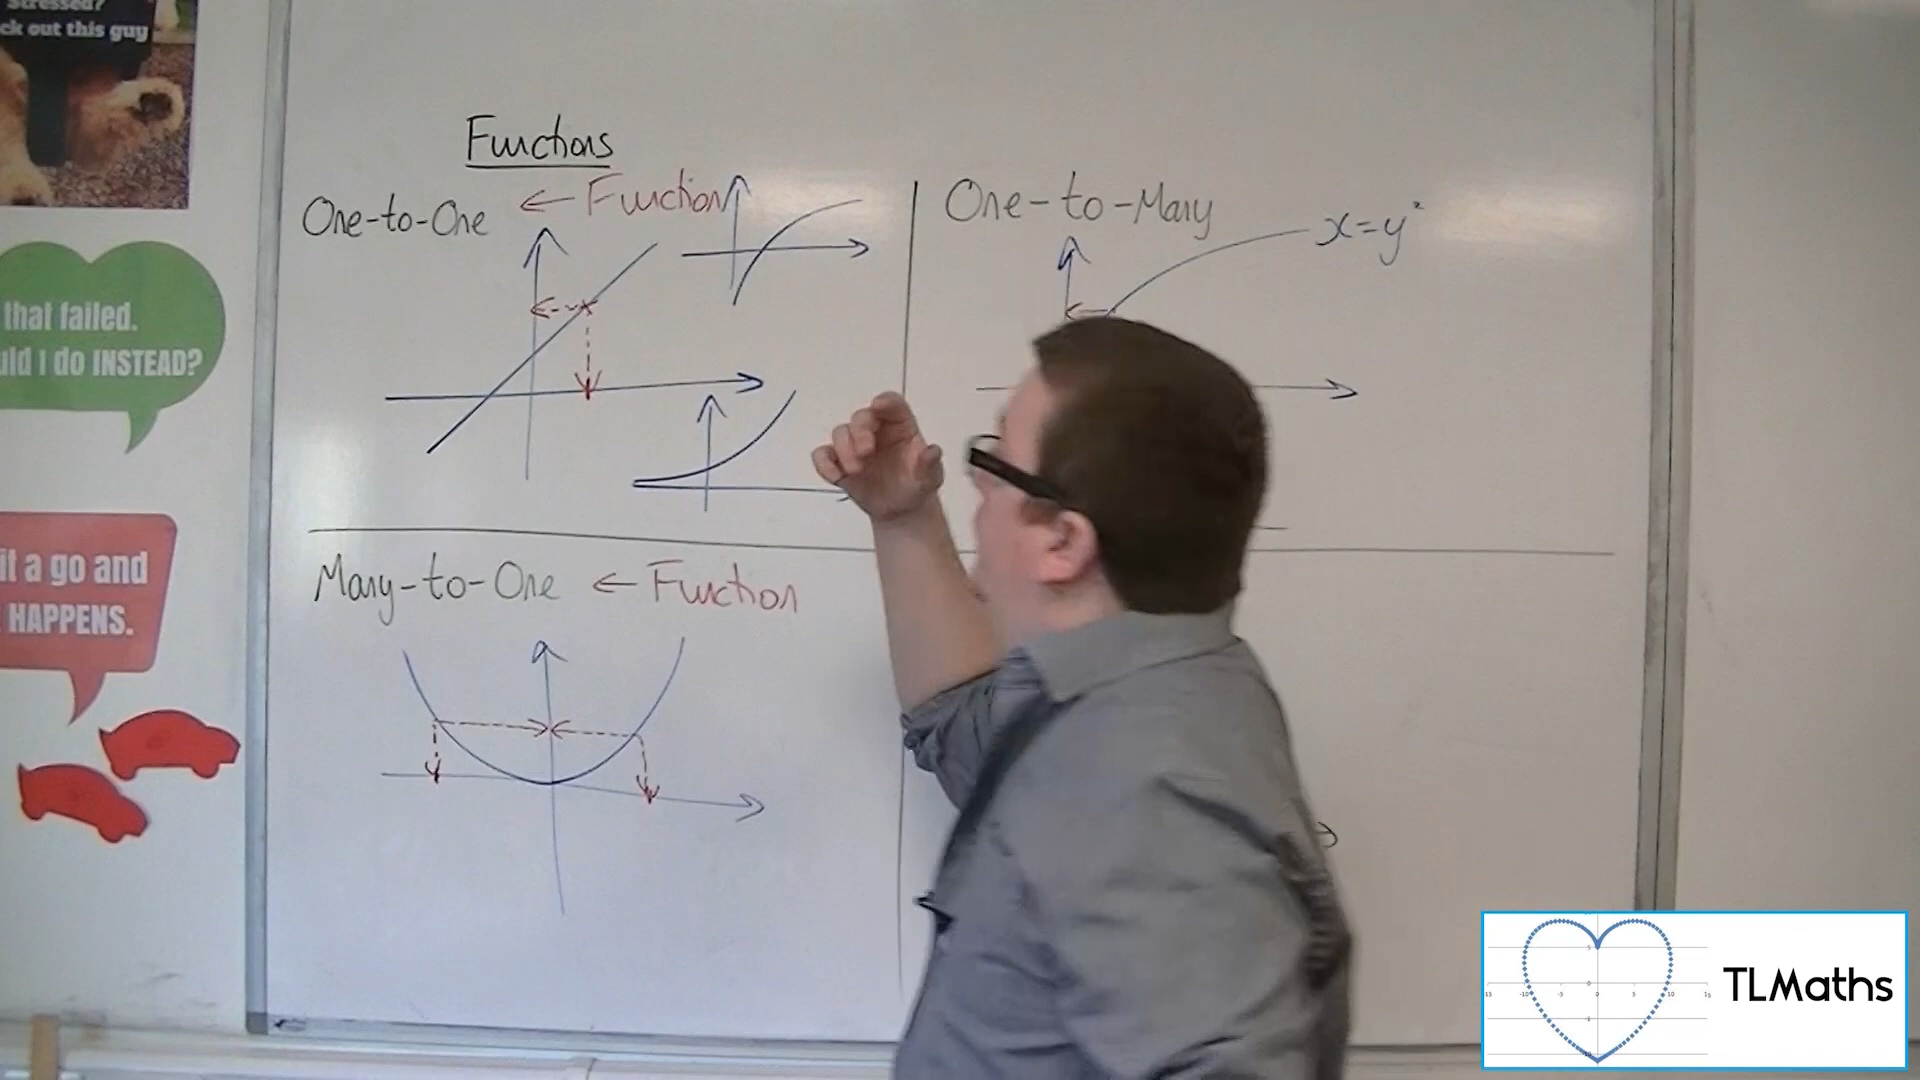 Stressed?
ck out this guy
that failed.
uld I do INSTEAD?
it a go and
HAPPENS.
Functions
One-to-One ← Function
One-to-Many
x=y²
Many-to-One ← Function
TLMaths